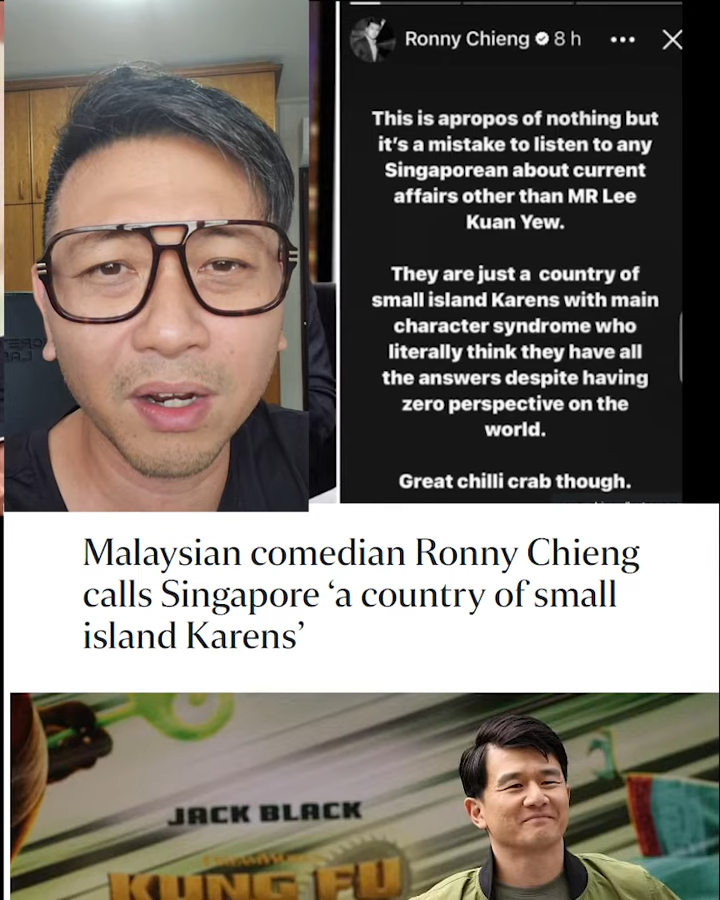 Ronny Chieng 8 h
This is apropos of nothing but
it's a mistake to listen to any
Singaporean about current
affairs other than MR Lee
Kuan Yew.
They are just a country of
small island Karens with main
character syndrome who
literally think they have all
the answers despite having
zero perspective on the
world.
Great chilli crab though.
Malaysian comedian Ronny Chieng
calls Singapore ‘a country of small
island Karens’
JACK BLACK
KUNG FU